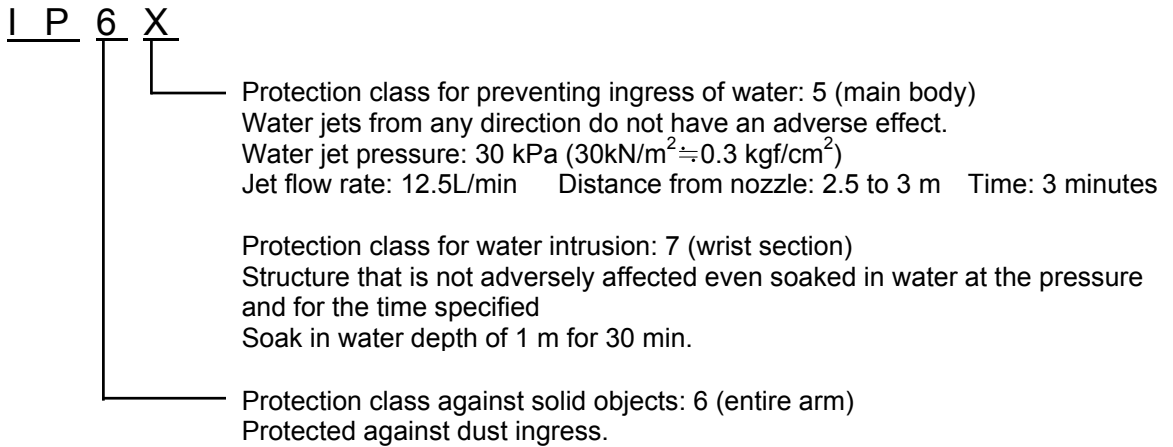 I P 6 X
Protection class for preventing ingress of water: 5 (main body)
Water jets from any direction do not have an adverse effect.
Water jet pressure: 30 kPa (30kN/m²≒0.3 kgf/cm²)
Jet flow rate: 12.5L/min Distance from nozzle: 2.5 to 3 m Time: 3 minutes
Protection class for water intrusion: 7 (wrist section)
Structure that is not adversely affected even soaked in water at the pressure
and for the time specified
Soak in water depth of 1 m for 30 min.
Protection class against solid objects: 6 (entire arm)
Protected against dust ingress.